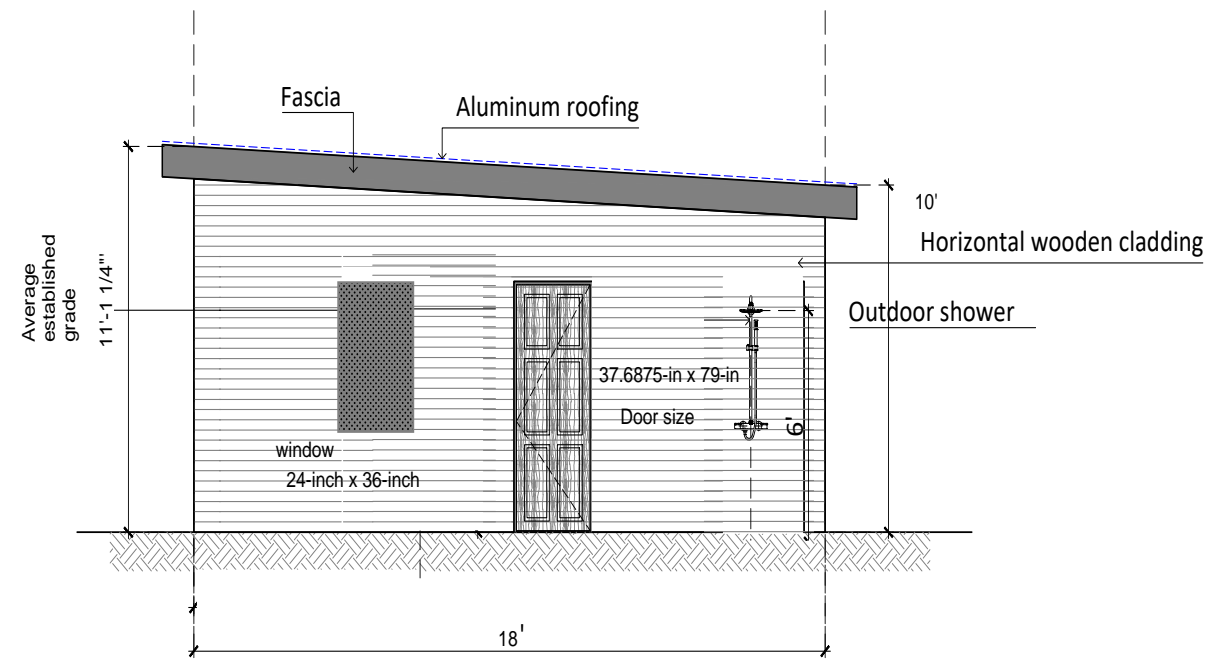 Fascia
Aluminum roofing
10'
Horizontal wooden cladding
Outdoor shower
Average
established
grade
11'-1 1/4"'
37.6875-in x 79-in
Door size
6'
window
24-inch x 36-inch
18'